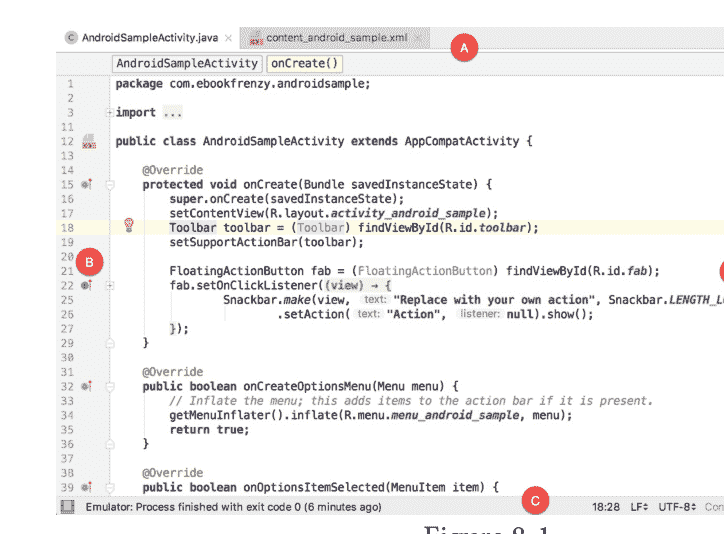 AndroidSampleActivity.java × content_android_sample.xml ×
A
AndroidSampleActivity onCreate()
1 package com.ebookfrenzy.androidsample;
2
3 import ...
11
12 public class AndroidSampleActivity extends AppCompatActivity {
13
14 @Override
15 protected void onCreate(Bundle savedInstanceState) {
16 super.onCreate(savedInstanceState);
17 setContentView(R.layout.activity_android_sample);
18 Toolbar toolbar = (Toolbar) findViewById(R.id.toolbar);
19 setSupportActionBar(toolbar);
20
B
21 FloatingActionButton fab = (FloatingActionButton) findViewById(R.id.fab);
22 fab.setOnClickListener((view) → {
25 Snackbar.make(view, text: "Replace with your own action", Snackbar.LENGTH_L
26 .setAction( text: "Action", listener: null).show();
27 });
29 }
30
31 @Override
32 public boolean onCreateOptionsMenu(Menu menu) {
33 // Inflate the menu; this adds items to the action bar if it is present.
34 getMenuInflater().inflate(R.menu.menu_android_sample, menu);
35 return true;
36 }
37
38 @Override
39 public boolean onOptionsItemSelected(MenuItem item) {
C
Emulator: Process finished with exit code 0 (6 minutes ago) 18:28 LF÷ UTF-8÷ Con